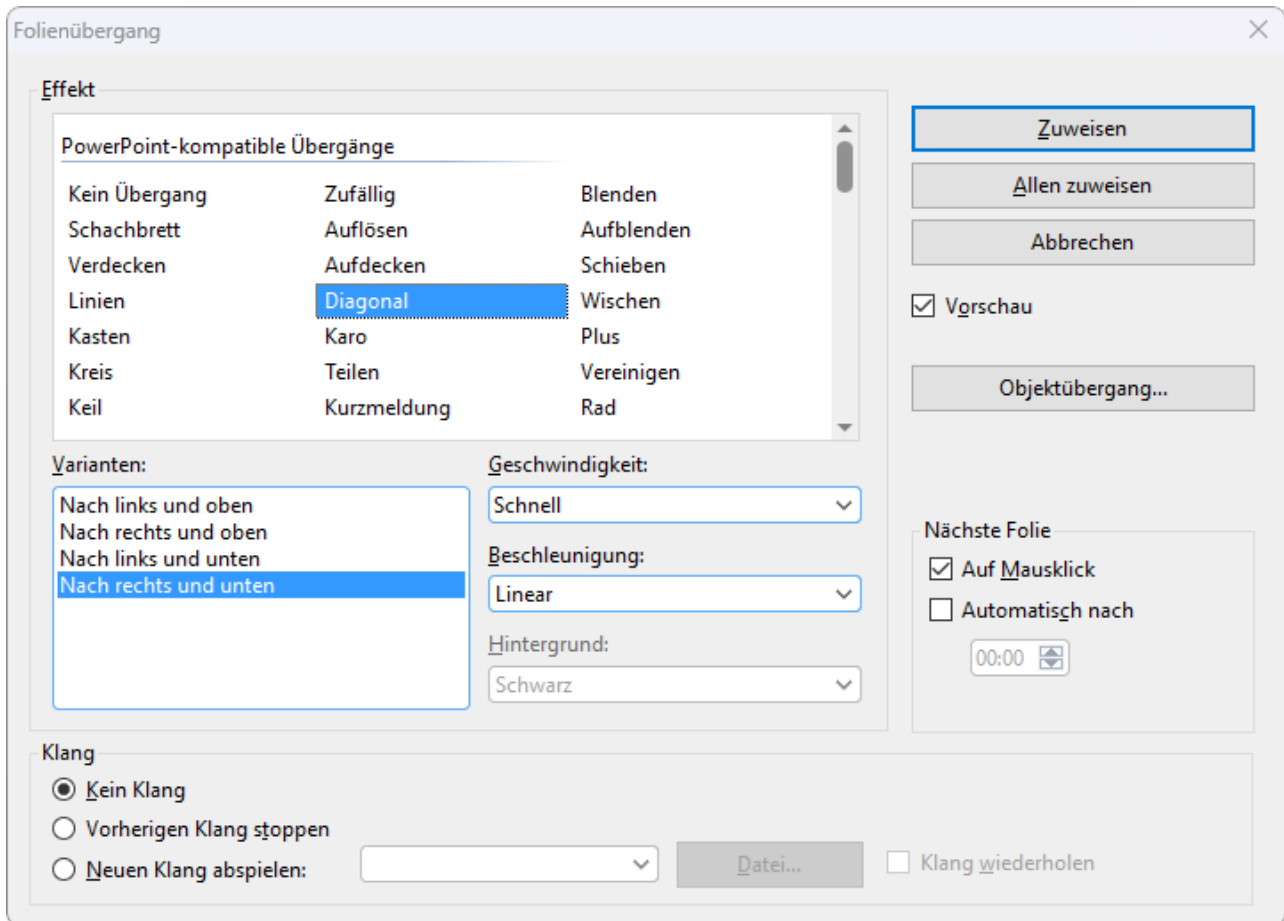 Folienübergang
Effekt
PowerPoint-kompatible Übergänge
Kein Übergang Zufällig Blenden
Schachbrett Auflösen Aufblenden
Verdecken Aufdecken Schieben
Linien Diagonal Wischen
Kasten Karo Plus
Kreis Teilen Vereinigen
Keil Kurzmeldung Rad
Varianten:
Nach links und oben
Nach rechts und oben
Nach links und unten
Nach rechts und unten
Geschwindigkeit:
Schnell
Beschleunigung:
Linear
Hintergrund:
Schwarz
Zuweisen
Allen zuweisen
Abbrechen
Vorschau
Objektübergang...
Nächste Folie
Auf Mausklick
Automatisch nach
00:00
Klang
Kein Klang
Vorherigen Klang stoppen
Neuen Klang abspielen: Datei... Klang wiederholen